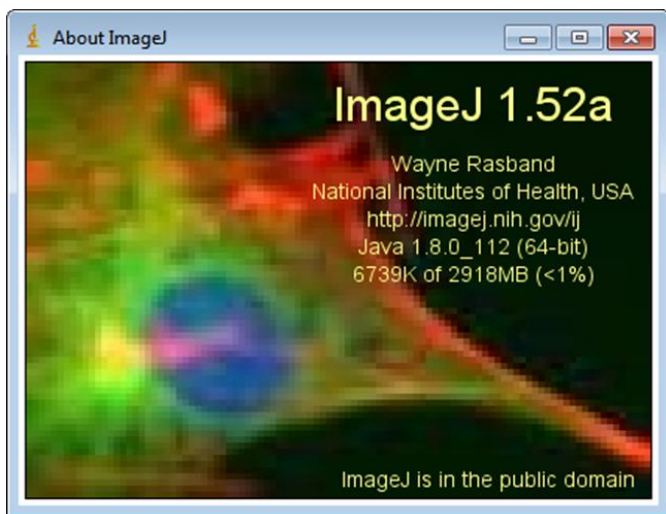 About ImageJ
ImageJ 1.52a
Wayne Rasband
National Institutes of Health, USA
http://imagej.nih.gov/ij
Java 1.8.0_112 (64-bit)
6739K of 2918MB (<1%)
ImageJ is in the public domain